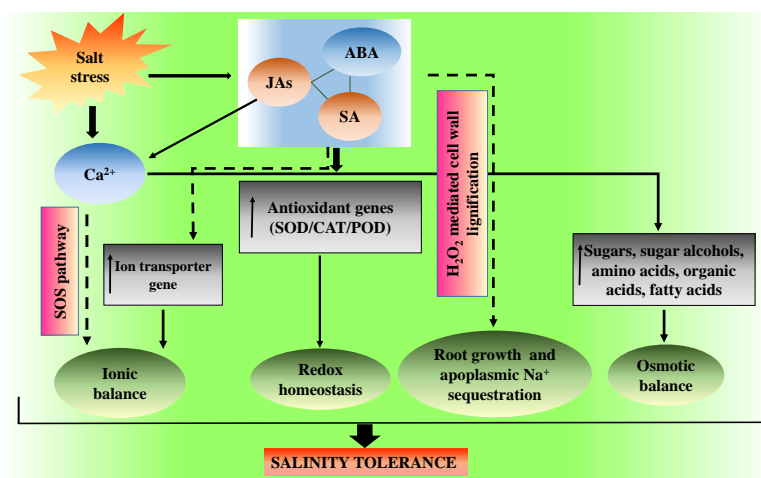 Salt
stress
ABA
JAs
SA
Ca²⁺
Antioxidant genes
(SOD/CAT/POD)
H₂O₂ mediated cell wall
lignification
SOS pathway
Ion transporter
gene
Sugars, sugar alcohols,
amino acids, organic
acids, fatty acids
Ionic
balance
Redox
homeostasis
Root growth and
apoplasmic Na⁺
sequestration
Osmotic
balance
SALINITY TOLERANCE